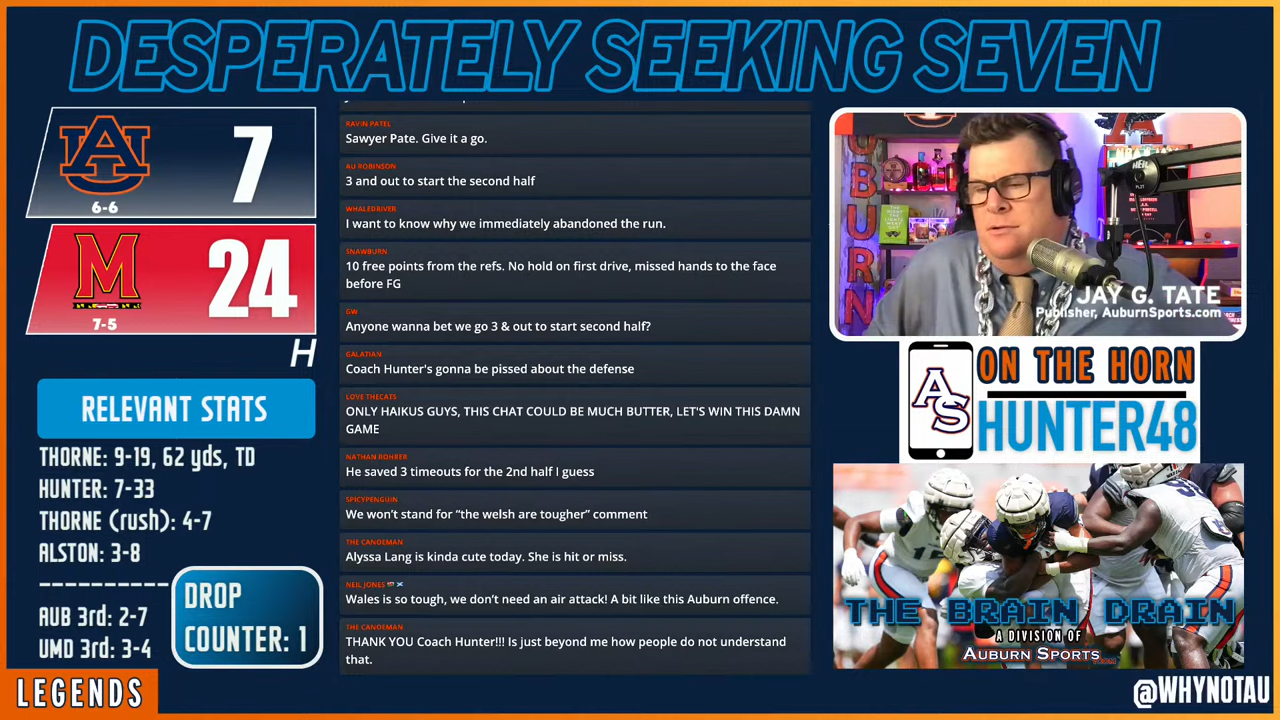 DESPERATELY SEEKING SEVEN
AU
7
6-6
M
24
7-5
H
RELEVANT STATS
THORNE: 9-19, 62 yds, TD
HUNTER: 7-33
THORNE (rush): 4-7
ALSTON: 3-8
----------
AUB 3rd: 2-7
UMD 3rd: 3-4
DROP
COUNTER: 1
LEGENDS
RAVIN PATEL
Sawyer Pate. Give it a go.
AU ROBINSON
3 and out to start the second half
WHALEDRIVER
I want to know why we immediately abandoned the run.
SNAWBURN
10 free points from the refs. No hold on first drive, missed hands to the face
before FG
GW
Anyone wanna bet we go 3 & out to start second half?
GALATIAN
Coach Hunter's gonna be pissed about the defense
LOVE THECATS
ONLY HAIKUS GUYS, THIS CHAT COULD BE MUCH BUTTER, LET'S WIN THIS DAMN
GAME
NATHAN ROHRER
He saved 3 timeouts for the 2nd half I guess
SPICYPENGUIN
We won't stand for “the welsh are tougher” comment
THE CANOEMAN
Alyssa Lang is kinda cute today. She is hit or miss.
NEIL JONES
Wales is so tough, we don't need an air attack! A bit like this Auburn offence.
THE CANOEMAN
THANK YOU Coach Hunter!!! Is just beyond me how people do not understand
that.
UBURN
HEIL
JAY G. TATE
Publisher, AuburnSports.com
AS
ON THE HORN
HUNTER48
THE BRAIN DRAIN
A DIVISION OF
AUBURN SPORTS
@WHYNOTAU